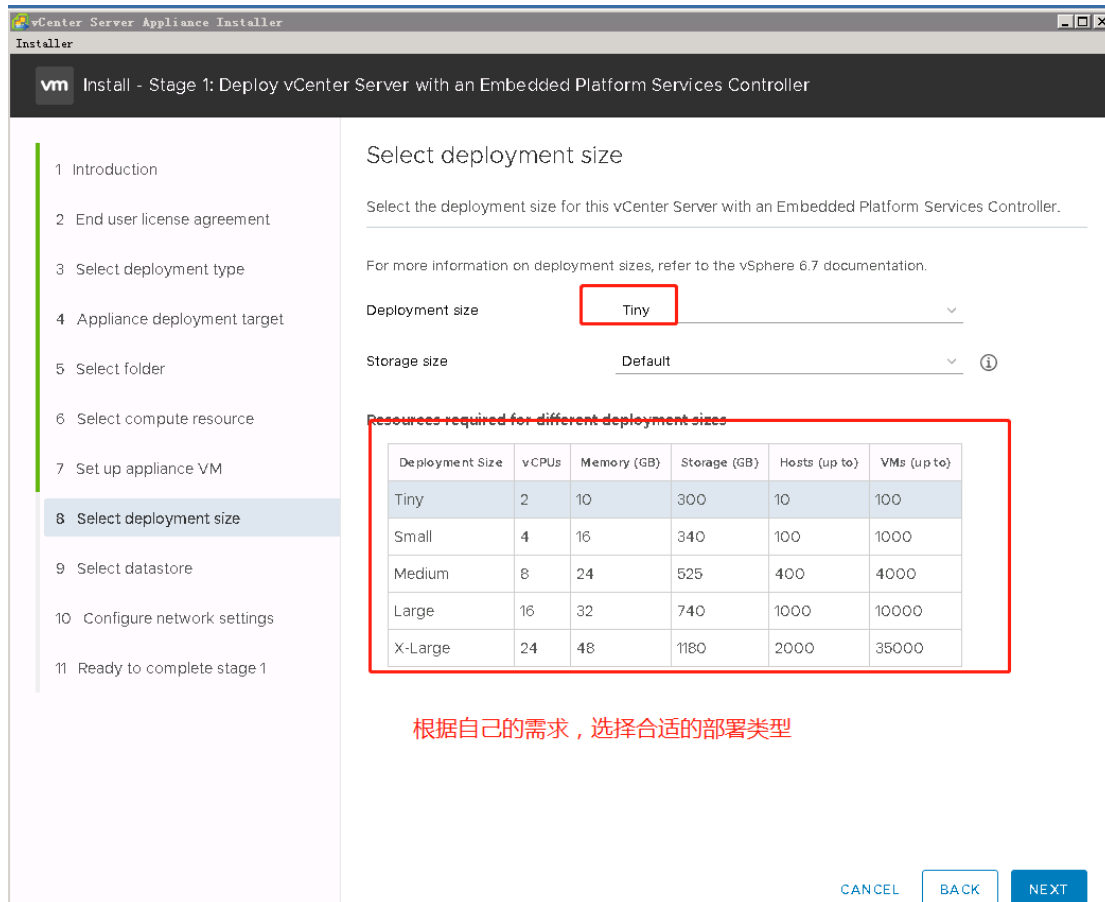 vCenter Server Appliance Installer
Installer
vm Install - Stage 1: Deploy vCenter Server with an Embedded Platform Services Controller
1 Introduction
2 End user license agreement
3 Select deployment type
4 Appliance deployment target
5 Select folder
6 Select compute resource
7 Set up appliance VM
8 Select deployment size
9 Select datastore
10 Configure network settings
11 Ready to complete stage 1
Select deployment size
Select the deployment size for this vCenter Server with an Embedded Platform Services Controller.
For more information on deployment sizes, refer to the vSphere 6.7 documentation.
Deployment size Tiny
Storage size Default
Resources required for different deployment sizes
Deployment Size vCPUs Memory (GB) Storage (GB) Hosts (up to) VMs (up to)
Tiny 2 10 300 10 100
Small 4 16 340 100 1000
Medium 8 24 525 400 4000
Large 16 32 740 1000 10000
X-Large 24 48 1180 2000 35000
根据自己的需求，选择合适的部署类型
CANCEL BACK NEXT